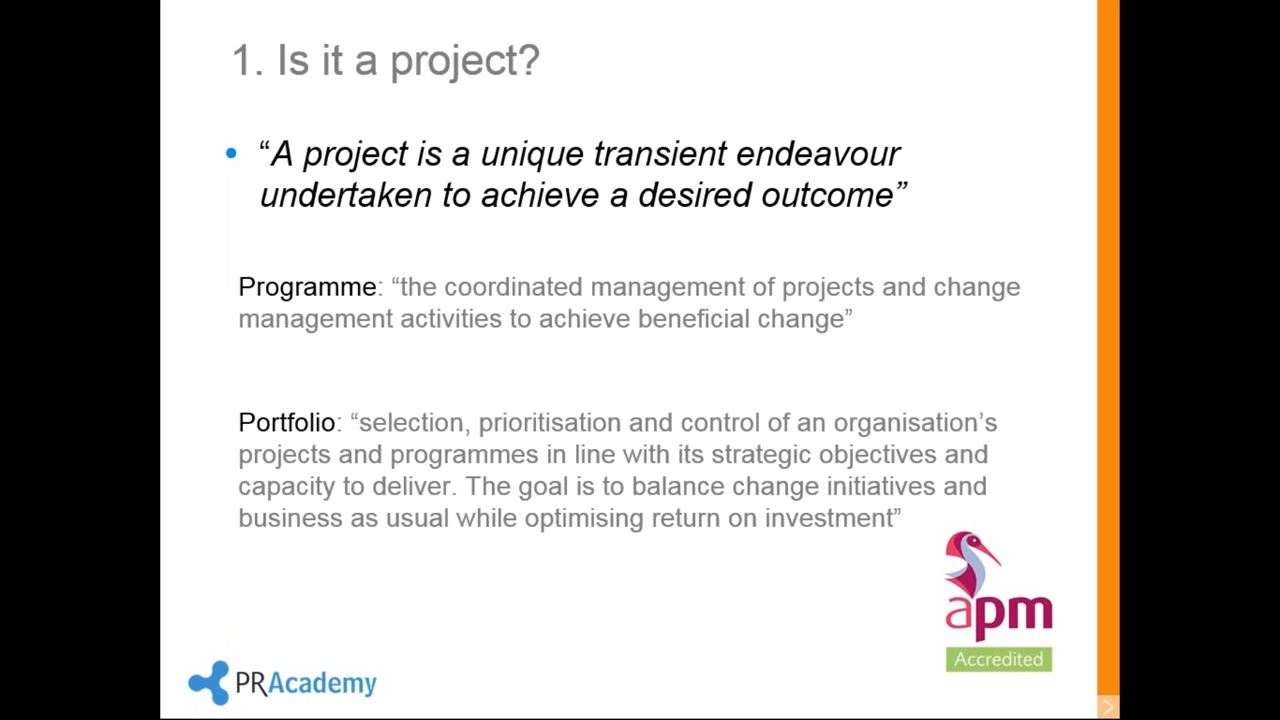 1. Is it a project?
• “A project is a unique transient endeavour
undertaken to achieve a desired outcome”
Programme: “the coordinated management of projects and change
management activities to achieve beneficial change”
Portfolio: “selection, prioritisation and control of an organisation’s
projects and programmes in line with its strategic objectives and
capacity to deliver. The goal is to balance change initiatives and
business as usual while optimising return on investment”
apm
Accredited
PRAcademy